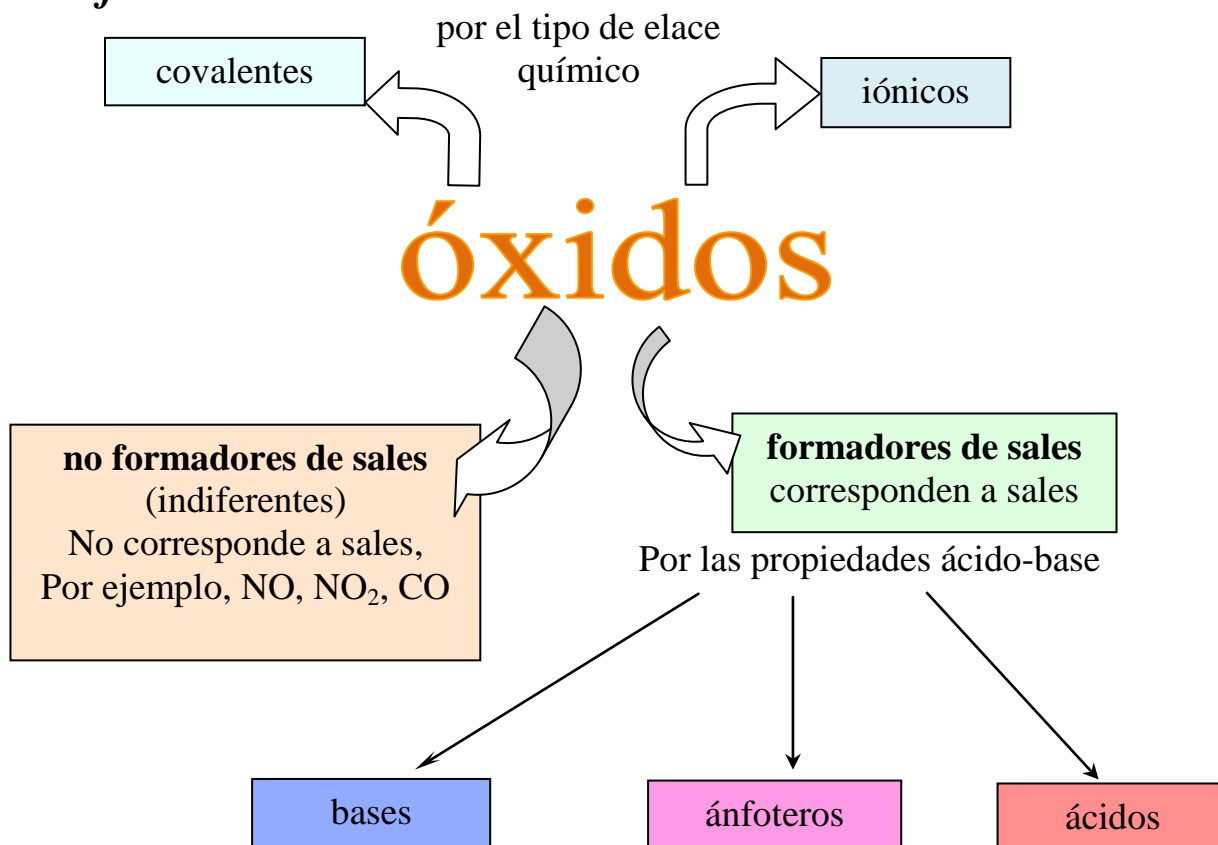 por el tipo de elace
químico
covalentes
iónicos
óxidos
no formadores de sales
(indiferentes)
No corresponde a sales,
Por ejemplo, NO, NO₂, CO
formadores de sales
corresponden a sales
Por las propiedades ácido-base
bases
ánfoteros
ácidos